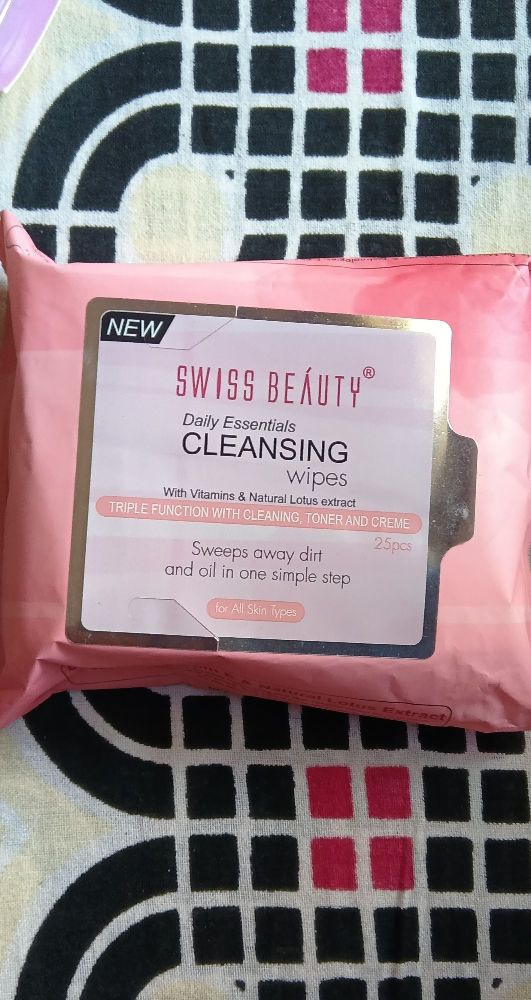 NEW
SWISS BEÁUTY®
Daily Essentials
CLEANSING
wipes
With Vitamins & Natural Lotus extract
TRIPLE FUNCTION WITH CLEANING, TONER AND CREME
25pcs
Sweeps away dirt
and oil in one simple step
for All Skin Types
E & Natural Lotus Extract